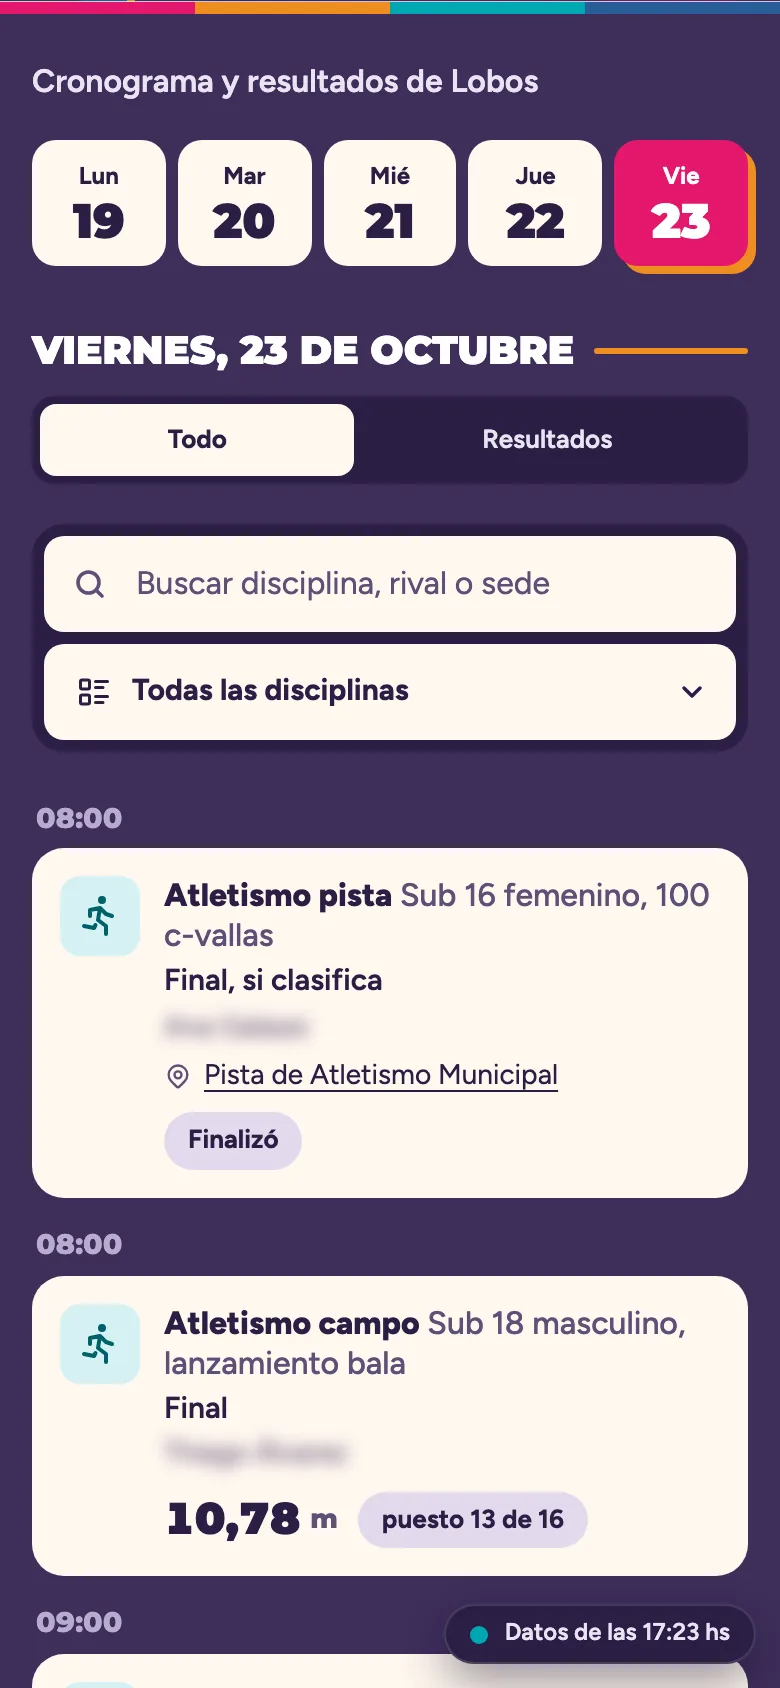 Cronograma y resultados de Lobos
Lun
19
Mar
20
Mié
21
Jue
22
Vie
23
VIERNES, 23 DE OCTUBRE
Todo
Resultados
Buscar disciplina, rival o sede
Todas las disciplinas
08:00
Atletismo pista Sub 16 femenino, 100
c-vallas
Final, si clasifica
Pista de Atletismo Municipal
Finalizó
08:00
Atletismo campo Sub 18 masculino,
lanzamiento bala
Final
10,78 m
puesto 13 de 16
09:00
Datos de las 17:23 hs